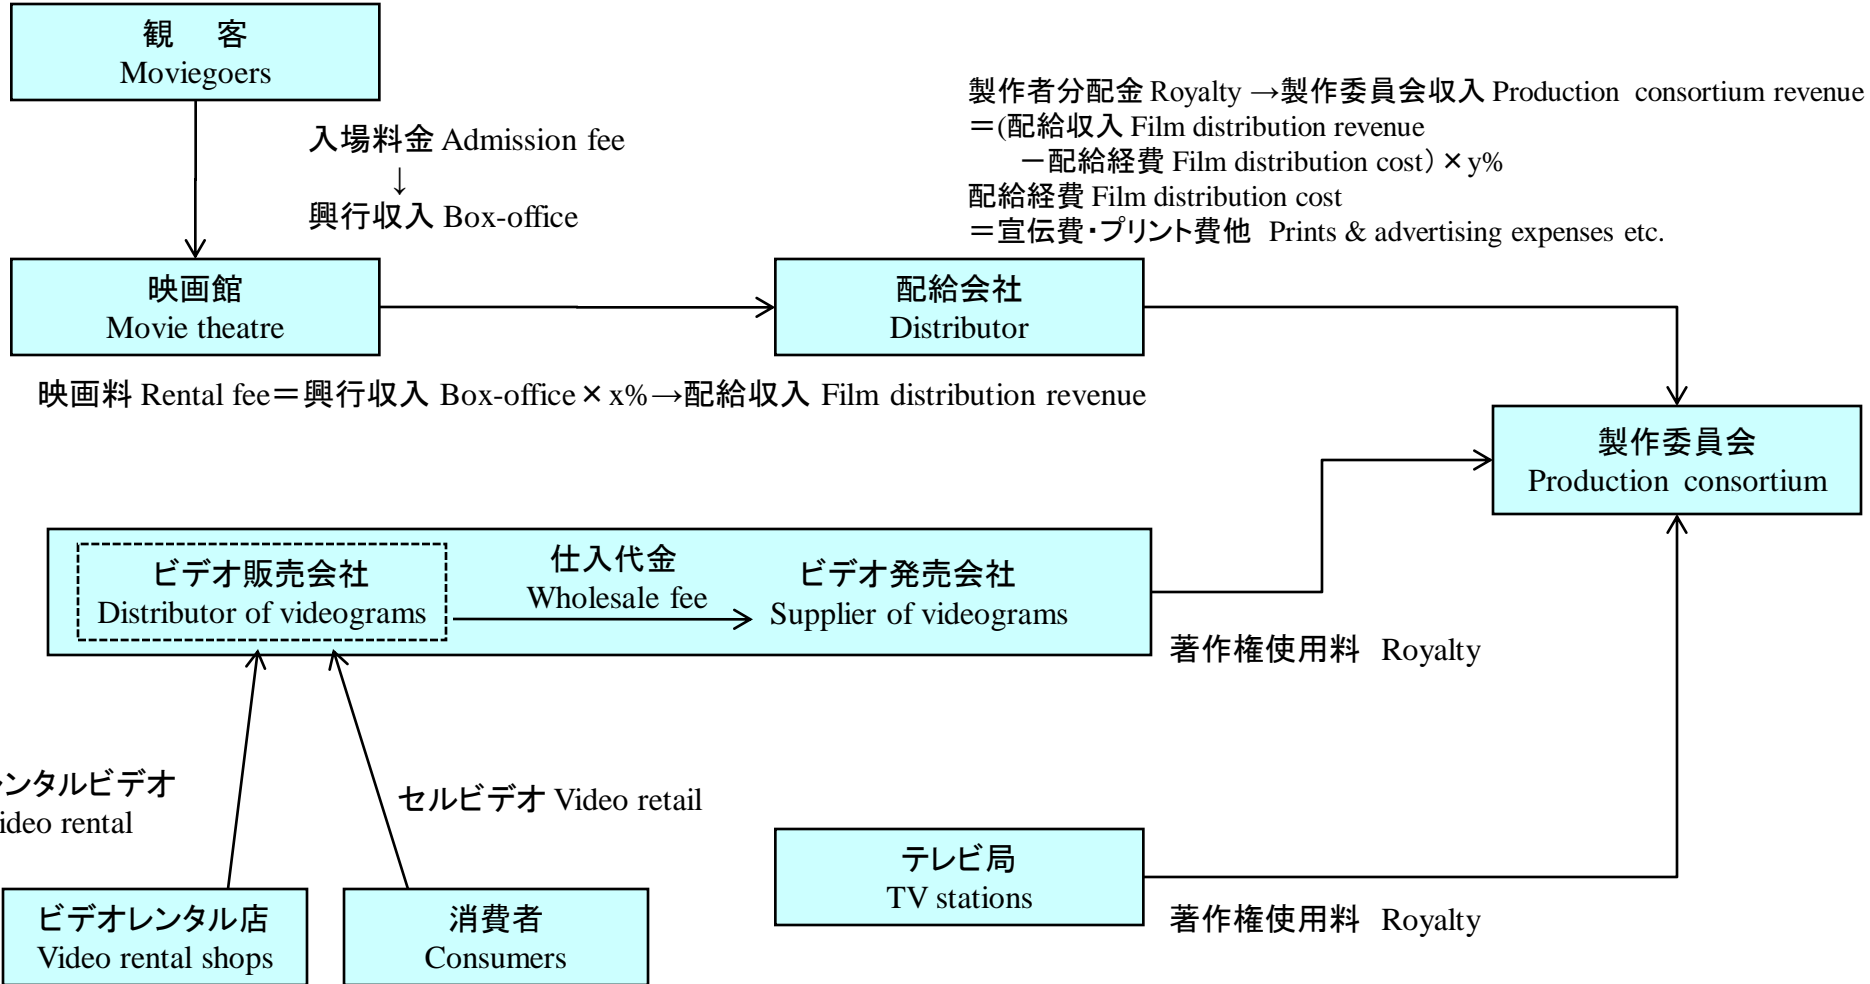 観 客
Moviegoers
製作者分配金 Royalty →製作委員会収入 Production consortium revenue
＝(配給収入 Film distribution revenue
－配給経費 Film distribution cost）×y%
配給経費 Film distribution cost
＝宣伝費・プリント費他 Prints & advertising expenses etc.
入場料金 Admission fee
↓
興行収入 Box-office
映画館
Movie theatre
配給会社
Distributor
映画料 Rental fee＝興行収入 Box-office×x%→配給収入 Film distribution revenue
製作委員会
Production consortium
ビデオ販売会社
Distributor of videograms
仕入代金
Wholesale fee
ビデオ発売会社
Supplier of videograms
著作権使用料 Royalty
ンタルビデオ
ideo rental
セルビデオ Video retail
テレビ局
TV stations
著作権使用料 Royalty
ビデオレンタル店
Video rental shops
消費者
Consumers